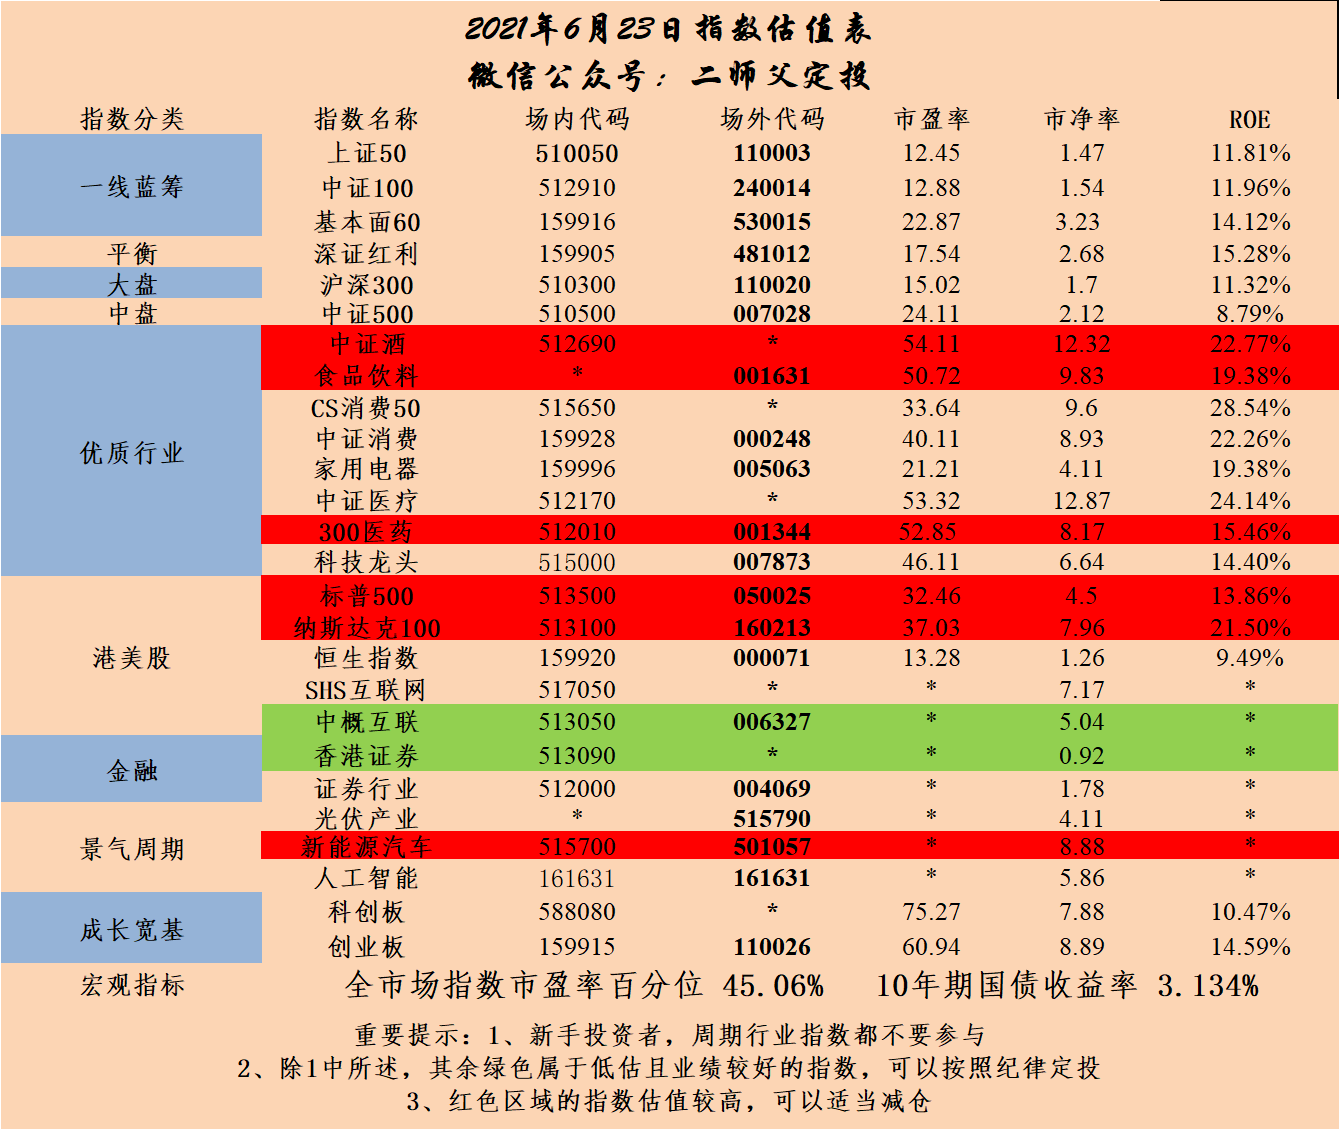 2021年6月23日指数估值表
微信公众号：二师父定投
指数分类 指数名称 场内代码 场外代码 市盈率 市净率 ROE
一线蓝筹
上证50 510050 110003 12.45 1.47 11.81%
中证100 512910 240014 12.88 1.54 11.96%
基本面60 159916 530015 22.87 3.23 14.12%
平衡 深证红利 159905 481012 17.54 2.68 15.28%
大盘 沪深300 510300 110020 15.02 1.7 11.32%
中盘 中证500 510500 007028 24.11 2.12 8.79%
优质行业
中证酒 512690 * 54.11 12.32 22.77%
食品饮料 * 001631 50.72 9.83 19.38%
CS消费50 515650 * 33.64 9.6 28.54%
中证消费 159928 000248 40.11 8.93 22.26%
家用电器 159996 005063 21.21 4.11 19.38%
中证医疗 512170 * 53.32 12.87 24.14%
300医药 512010 001344 52.85 8.17 15.46%
科技龙头 515000 007873 46.11 6.64 14.40%
港美股
标普500 513500 050025 32.46 4.5 13.86%
纳斯达克100 513100 160213 37.03 7.96 21.50%
恒生指数 159920 000071 13.28 1.26 9.49%
SHS互联网 517050 * * 7.17 *
中概互联 513050 006327 * 5.04 *
金融
香港证券 513090 * * 0.92 *
证券行业 512000 004069 * 1.78 *
景气周期
光伏产业 * 515790 * 4.11 *
新能源汽车 515700 501057 * 8.88 *
人工智能 161631 161631 * 5.86 *
成长宽基
科创板 588080 * 75.27 7.88 10.47%
创业板 159915 110026 60.94 8.89 14.59%
宏观指标 全市场指数市盈率百分位 45.06% 10年期国债收益率 3.134%
重要提示：1、新手投资者，周期行业指数都不要参与
2、除1中所述，其余绿色属于低估且业绩较好的指数，可以按照纪律定投
3、红色区域的指数估值较高，可以适当减仓